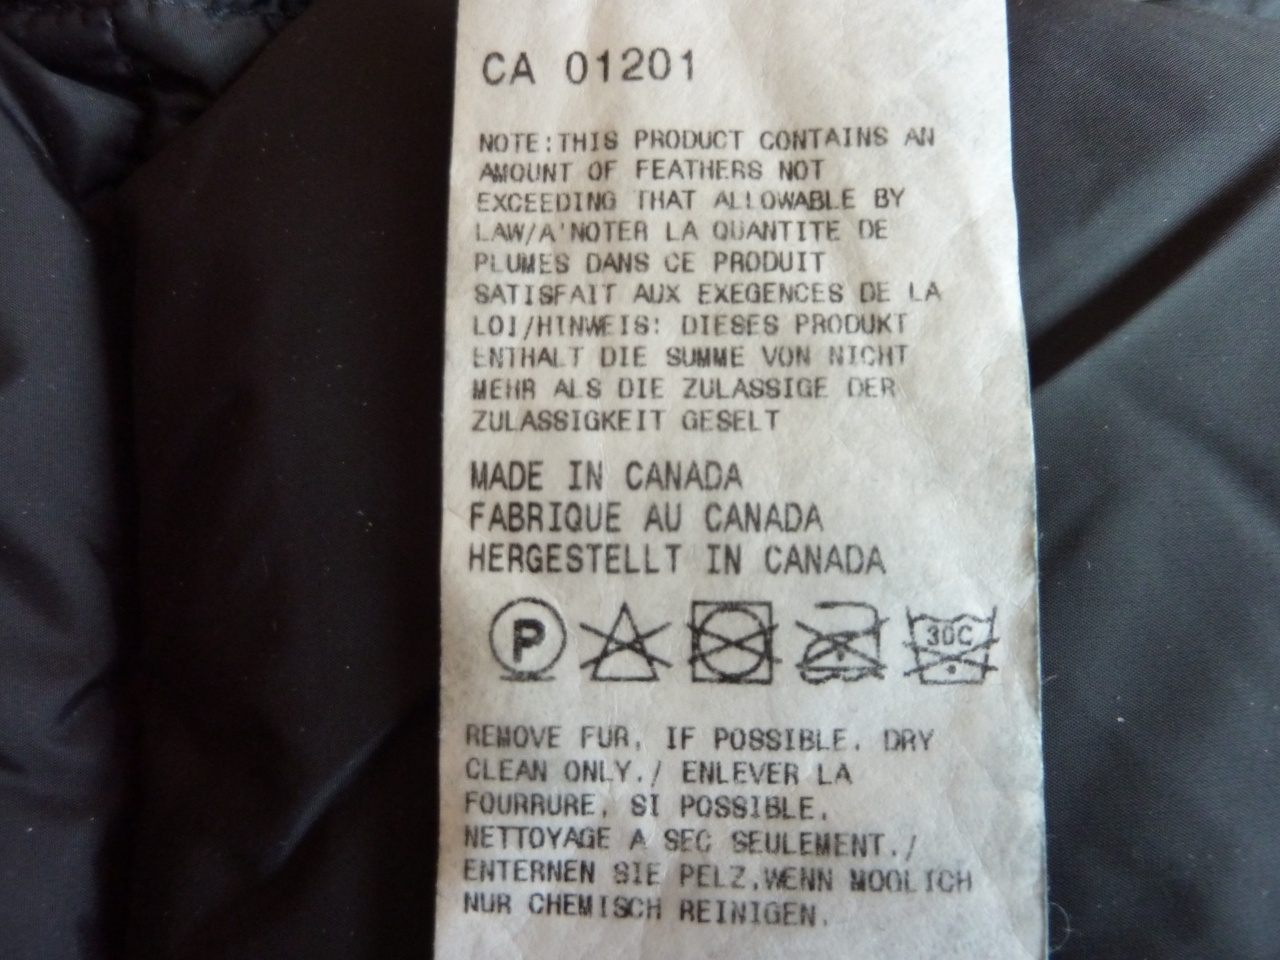 CA 01201
NOTE:THIS PRODUCT CONTAINS AN
AMOUNT OF FEATHERS NOT
EXCEEDING THAT ALLOWABLE BY
LAW/A'NOTER LA QUANTITE DE
PLUMES DANS CE PRODUIT
SATISFAIT AUX EXEGENCES DE LA
LOI/HINWEIS: DIESES PRODUKT
ENTHALT DIE SUMME VON NICHT
MEHR ALS DIE ZULASSIGE DER
ZULASSIGKEIT GESELT
MADE IN CANADA
FABRIQUE AU CANADA
HERGESTELLT IN CANADA
P 30C
REMOVE FUR, IF POSSIBLE. DRY
CLEAN ONLY./ ENLEVER LA
FOURRURE, SI POSSIBLE,
NETTOYAGE A SEC SEULEMENT./
ENTERNEN SIE PELZ,WENN MOOLICH
NUR CHEMISCH REINIGEN.